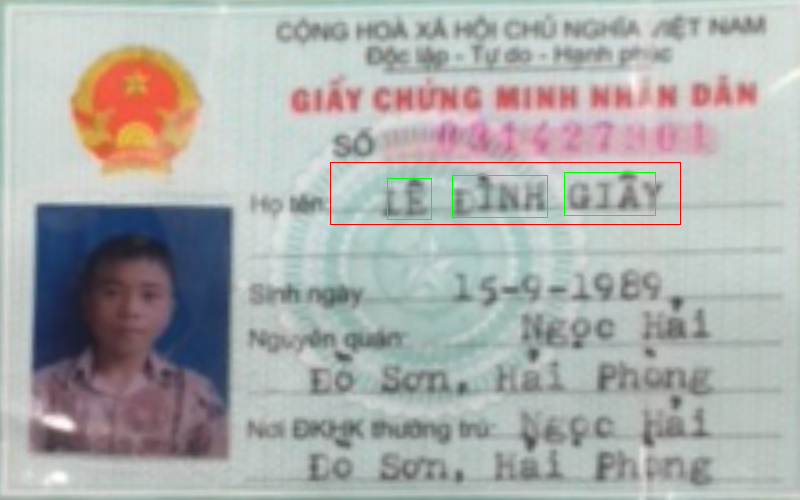 CỘNG HOÀ XÃ HỘI CHỦ NGHĨA VIỆT NAM
Độc lập - Tự do - Hạnh phúc
GIẤY CHỨNG MINH NHÂN DÂN
SỐ 031427901
Họ tên: LÊ ĐÌNH GIẤY
Sinh ngày 15-9-1989
Nguyên quán: Ngọc Hải
Đồ Sơn, Hải Phòng
Nơi ĐKHK thường trú: Ngọc Hải
Đồ Sơn, Hải Phòng